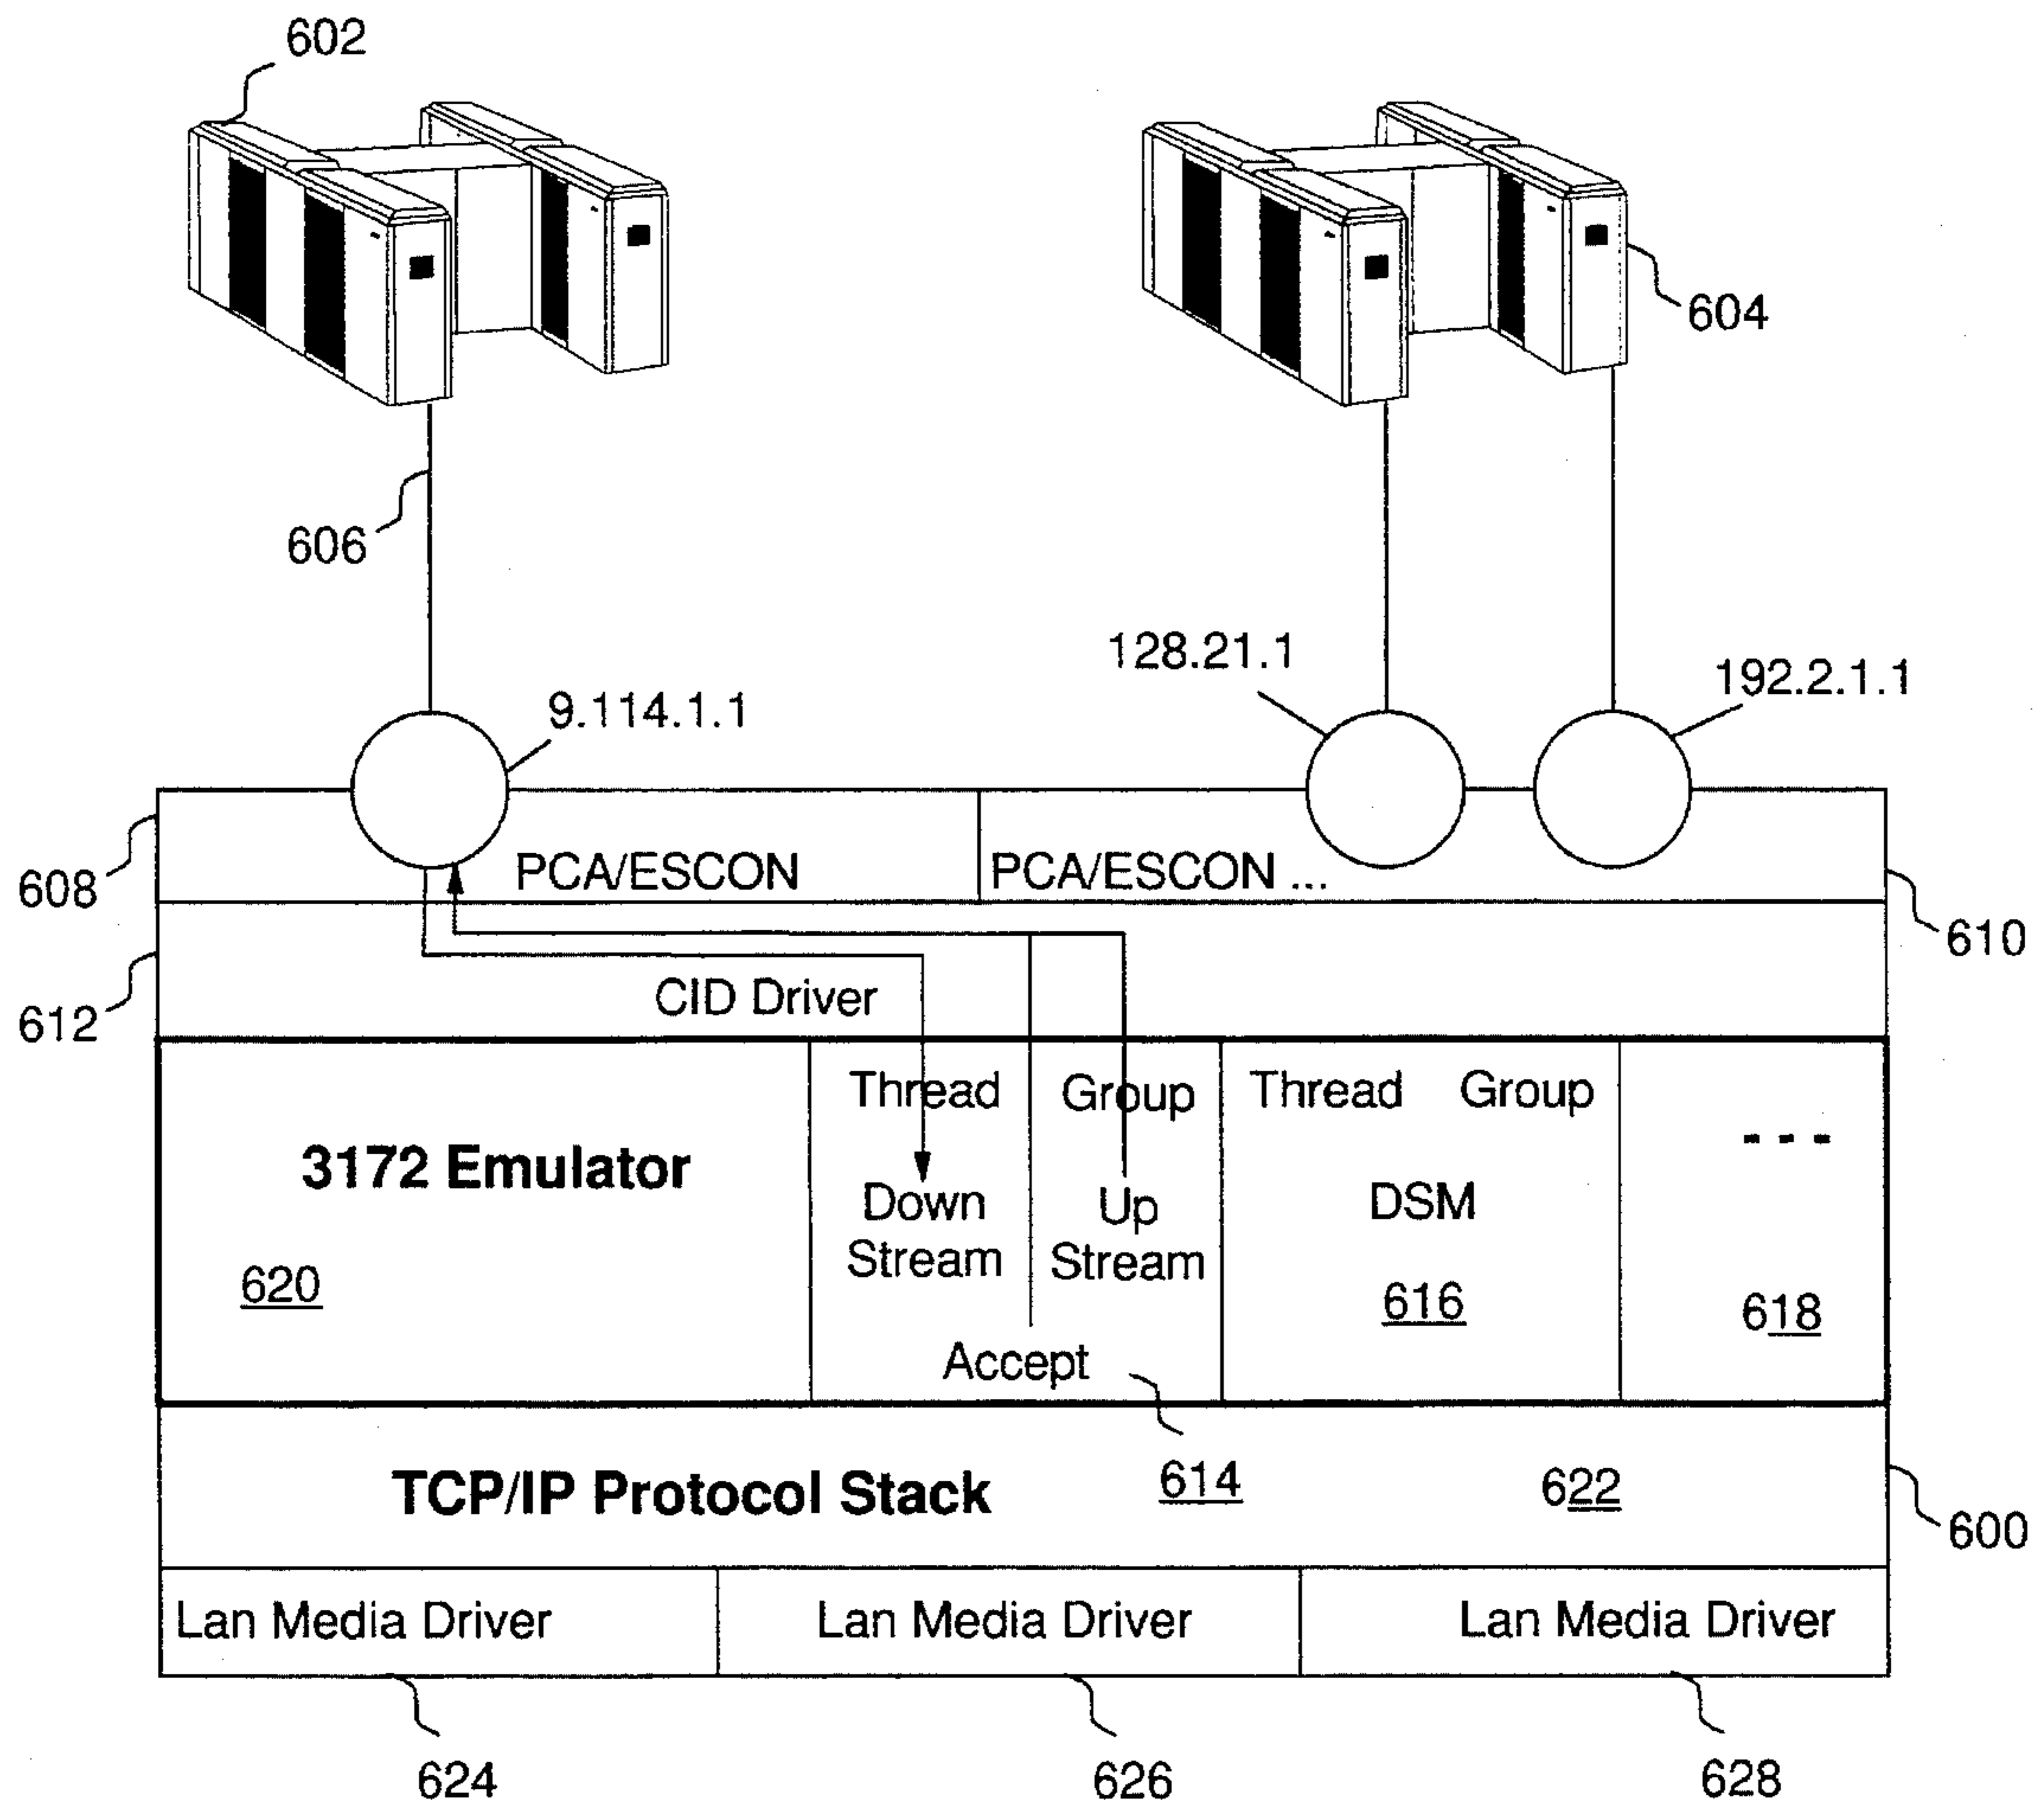 602
604
606
128.21.1
192.2.1.1
9.114.1.1
608
PCA/ESCON
PCA/ESCON ...
610
612
CID Driver
Thread Group
Thread Group
---
3172 Emulator
Down
Stream
Up
Stream
DSM
620
616
618
Accept
TCP/IP Protocol Stack
614
622
600
Lan Media Driver
Lan Media Driver
Lan Media Driver
624
626
628